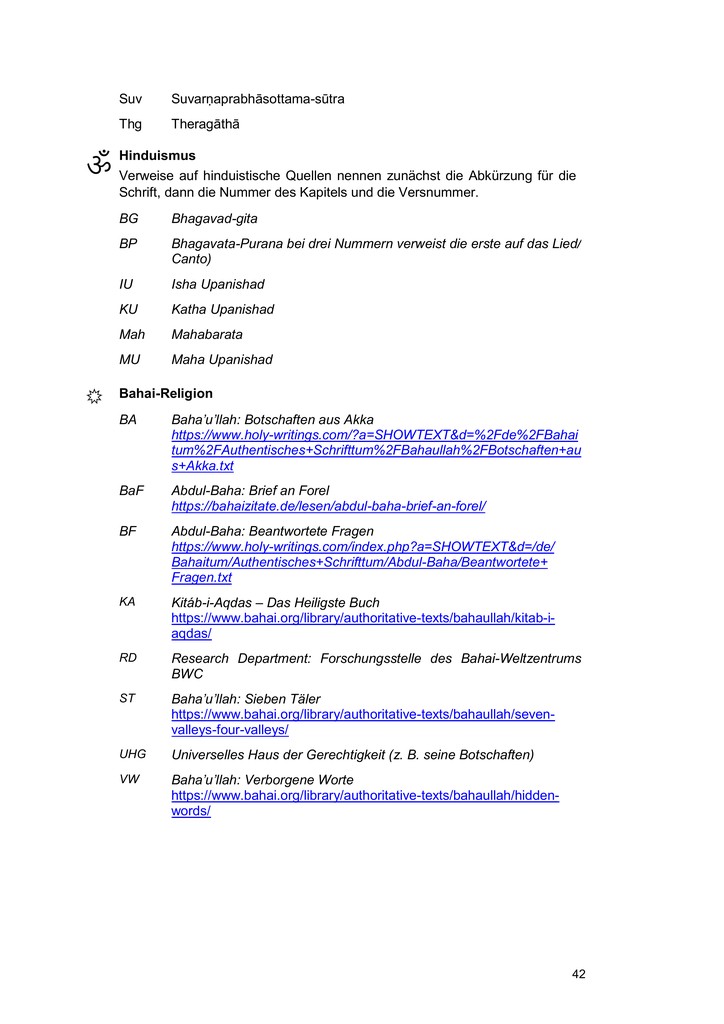 Suv Suvarṇaprabhāsottama-sūtra
Thg Theragāthā
ॐ Hinduismus
Verweise auf hinduistische Quellen nennen zunächst die Abkürzung für die
Schrift, dann die Nummer des Kapitels und die Versnummer.
BG Bhagavad-gita
BP Bhagavata-Purana bei drei Nummern verweist die erste auf das Lied/
Canto)
IU Isha Upanishad
KU Katha Upanishad
Mah Mahabarata
MU Maha Upanishad
Bahai-Religion
BA Baha’u’llah: Botschaften aus Akka
https://www.holy-writings.com/?a=SHOWTEXT&d=%2Fde%2FBahai
tum%2FAuthentisches+Schrifttum%2FBahaullah%2FBotschaften+au
s+Akka.txt
BaF Abdul-Baha: Brief an Forel
https://bahaizitate.de/lesen/abdul-baha-brief-an-forel/
BF Abdul-Baha: Beantwortete Fragen
https://www.holy-writings.com/index.php?a=SHOWTEXT&d=/de/
Bahaitum/Authentisches+Schrifttum/Abdul-Baha/Beantwortete+
Fragen.txt
KA Kitáb-i-Aqdas – Das Heiligste Buch
https://www.bahai.org/library/authoritative-texts/bahaullah/kitab-i-
aqdas/
RD Research Department: Forschungsstelle des Bahai-Weltzentrums
BWC
ST Baha’u’llah: Sieben Täler
https://www.bahai.org/library/authoritative-texts/bahaullah/seven-
valleys-four-valleys/
UHG Universelles Haus der Gerechtigkeit (z. B. seine Botschaften)
VW Baha’u’llah: Verborgene Worte
https://www.bahai.org/library/authoritative-texts/bahaullah/hidden-
words/
42